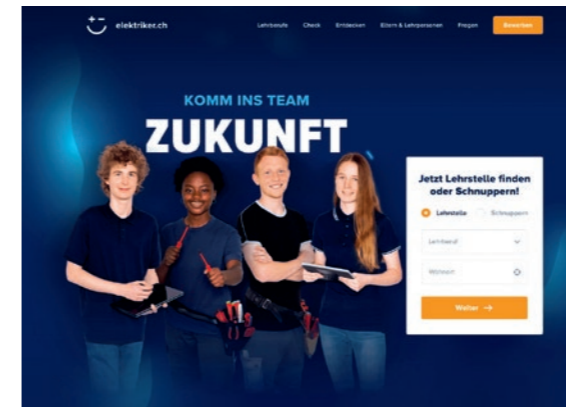 elektriker.ch
Lehrberufe Check Entdecken Eltern & Lehrpersonen Fragen Bewerben
KOMM INS TEAM
ZUKUNFT
Jetzt Lehrstelle finden
oder Schnuppern!
Lehrstelle Schnuppern
Lehrberuf
Wohnort
Weiter